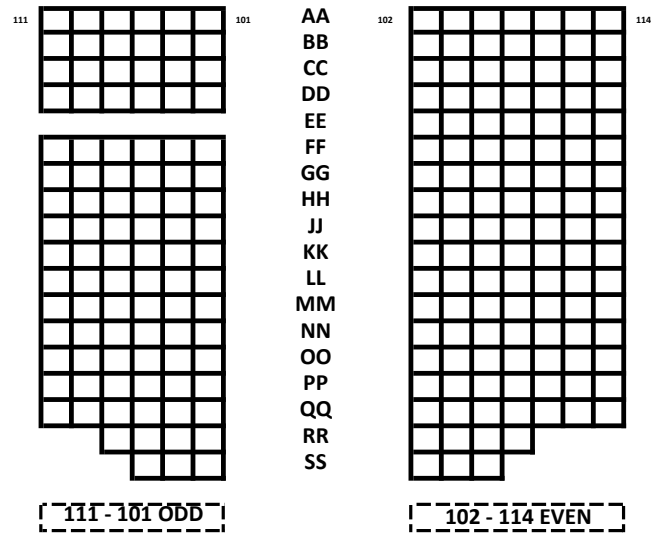 111 101 AA 102 114
BB
CC
DD
EE
FF
GG
HH
JJ
KK
LL
MM
NN
OO
PP
QQ
RR
SS
111 - 101 ODD 102 - 114 EVEN